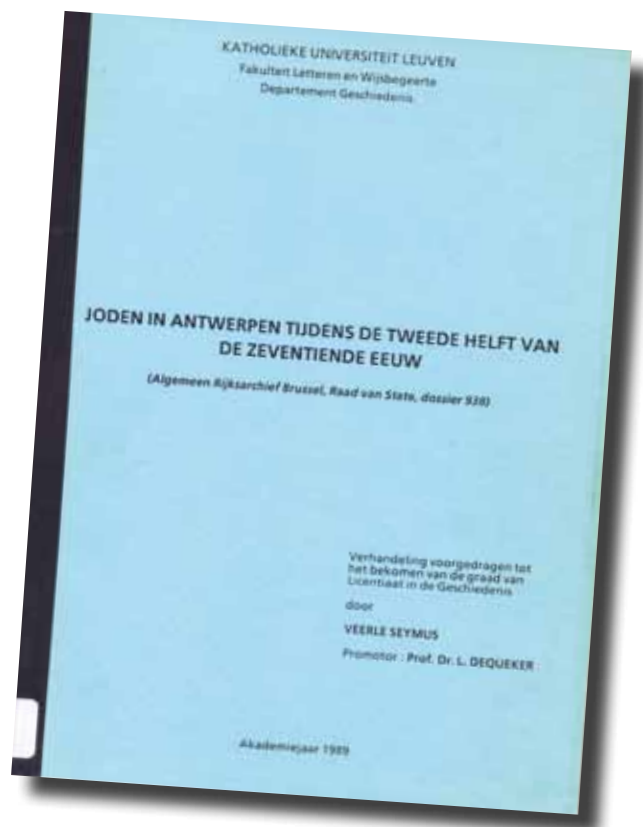 KATHOLIEKE UNIVERSITEIT LEUVEN
Fakulteit Letteren en Wijsbegeerte
Departement Geschiedenis
JODEN IN ANTWERPEN TIJDENS DE TWEEDE HELFT VAN
DE ZEVENTIENDE EEUW
(Algemeen Rijksarchief Brussel, Raad van State, dossier 938)
Verhandeling voorgedragen tot
het bekomen van de graad van
Licentiaat in de Geschiedenis
door
VEERLE SEYMUS
Promotor : Prof. Dr. L. DEQUEKER
Akademiejaar 1989